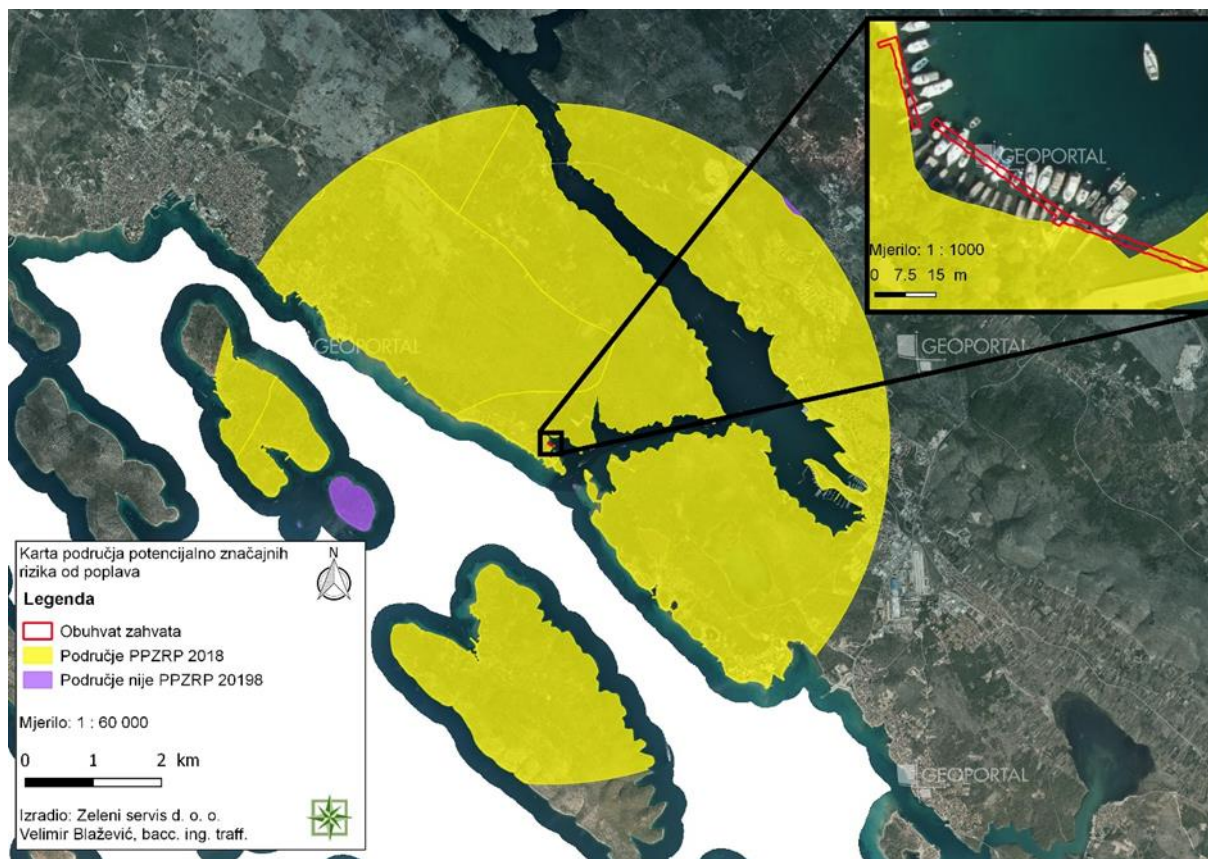 GEOPORTAL
Mjerilo: 1 : 1000
0 7.5 15 m
GEOPORTAL
GEOPORTAL
Karta područja potencijalno značajnih
rizika od poplava
N
Legenda
Obuhvat zahvata
Područje PPZRP 2018
Područje nije PPZRP 20198
Mjerilo: 1 : 60 000
0 1 2 km
Izradio: Zeleni servis d. o. o.
Velimir Blažević, bacc. ing. traff.
GEOPORTAL